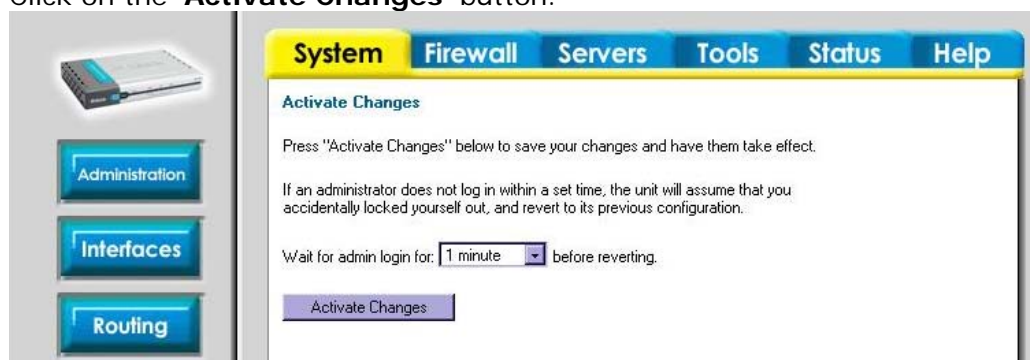 Click on the "Activate Changes" button.
System Firewall Servers Tools Status Help
Activate Changes
Press "Activate Changes" below to save your changes and have them take effect.
If an administrator does not log in within a set time, the unit will assume that you
accidentally locked yourself out, and revert to its previous configuration.
Wait for admin login for: 1 minute before reverting.
Activate Changes
Administration
Interfaces
Routing